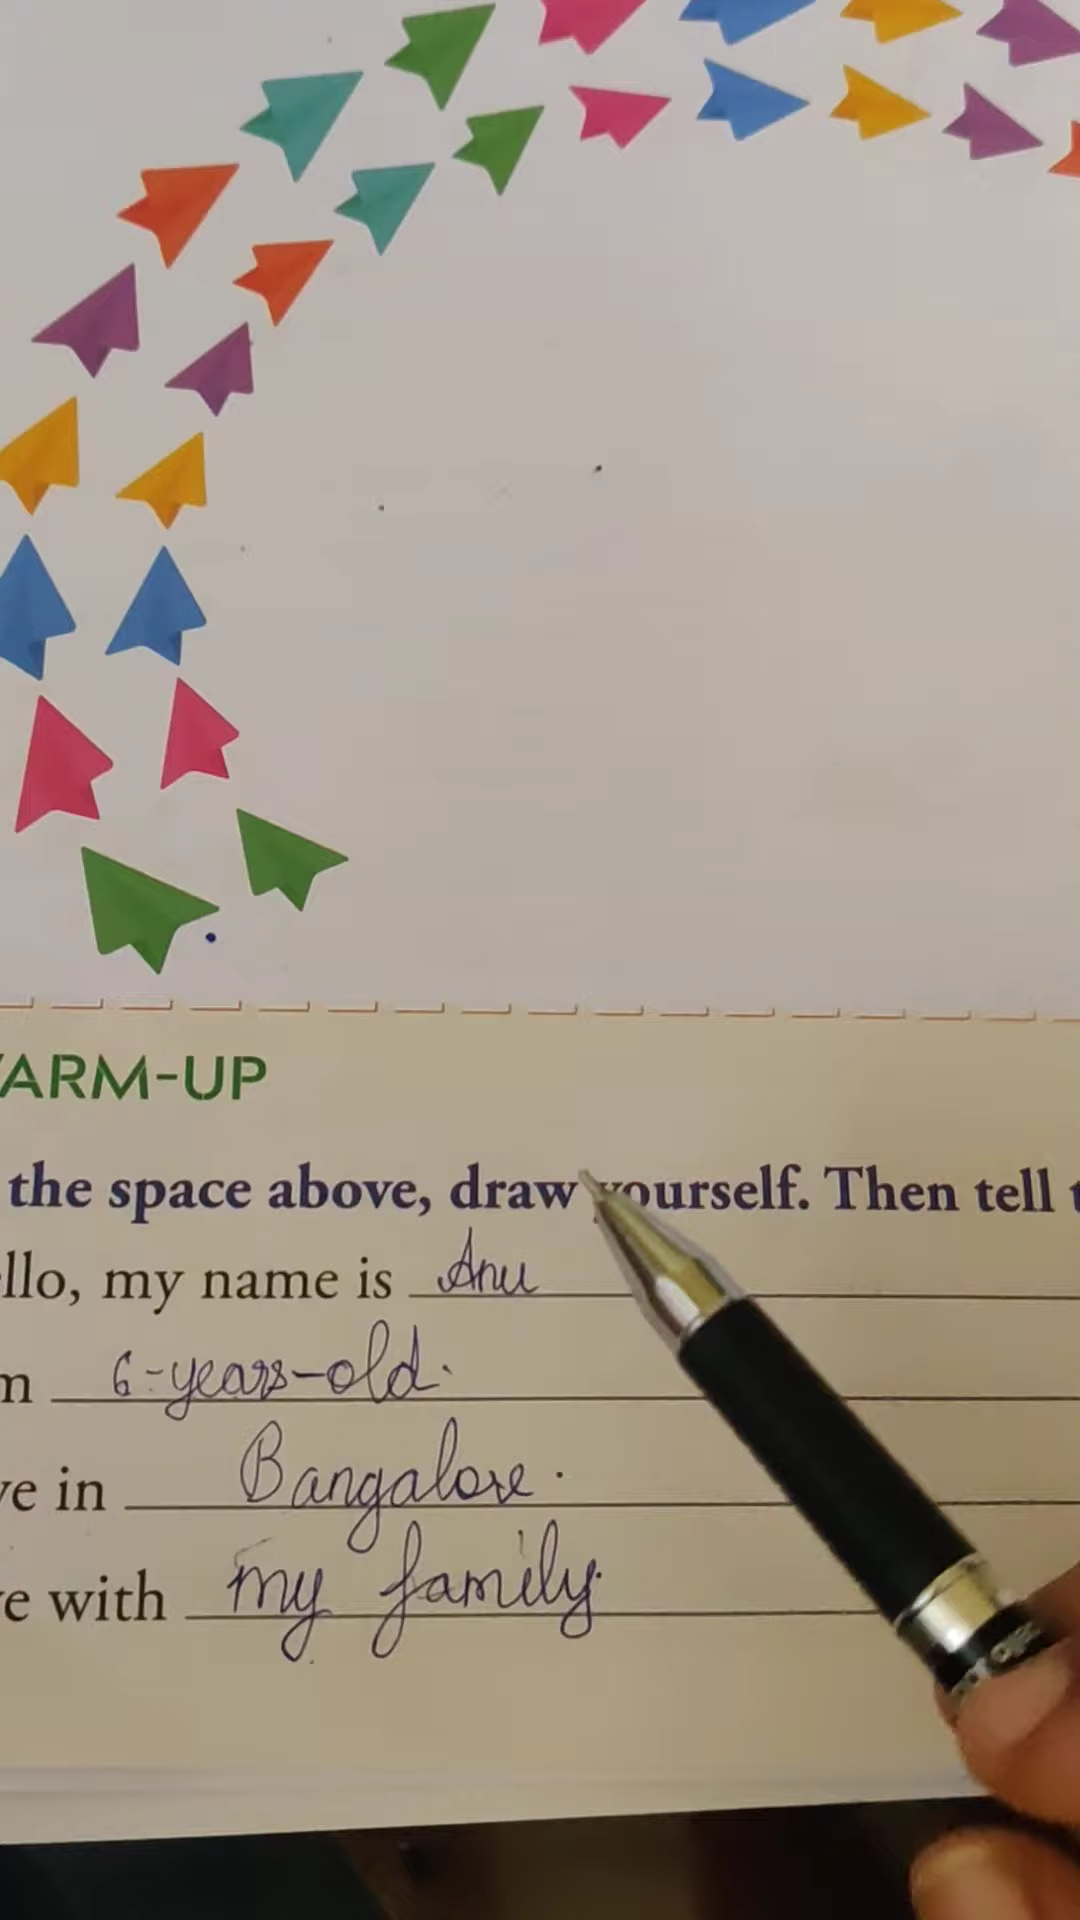 ARM-UP
the space above, draw yourself. Then tell t
llo, my name is Anu
m 6-years-old.
ve in Bangalore.
e with my family.